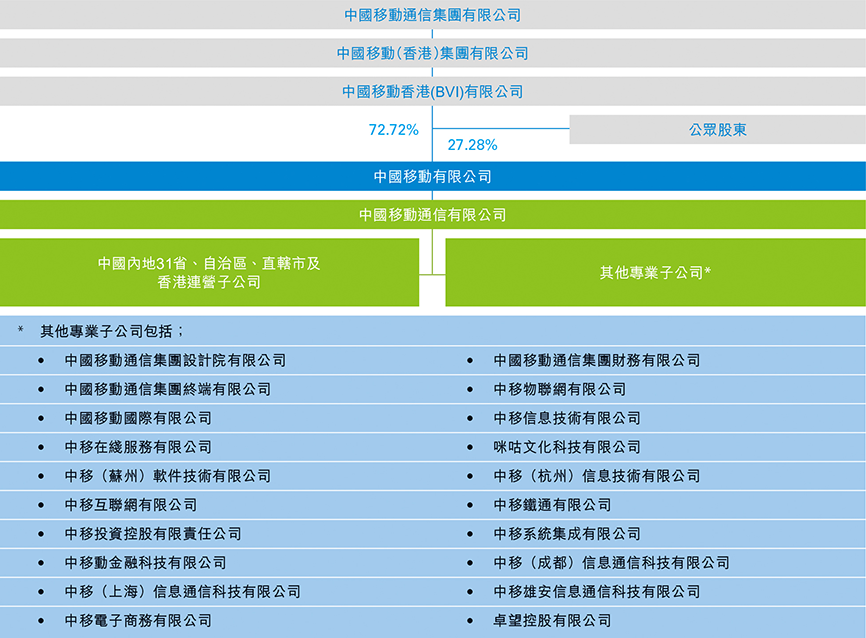 中國移動通信集團有限公司
中國移動(香港)集團有限公司
中國移動香港(BVI)有限公司
72.72%
公眾股東
27.28%
中國移動有限公司
中國移動通信有限公司
中國內地31省、自治區、直轄市及
香港運營子公司
其他專業子公司*
* 其他專業子公司包括；
• 中國移動通信集團設計院有限公司
• 中國移動通信集團財務有限公司
• 中國移動通信集團終端有限公司
• 中移物聯網有限公司
• 中國移動國際有限公司
• 中移信息技術有限公司
• 中移在綫服務有限公司
• 咪咕文化科技有限公司
• 中移（蘇州）軟件技術有限公司
• 中移（杭州）信息技術有限公司
• 中移互聯網有限公司
• 中移鐵通有限公司
• 中移投資控股有限責任公司
• 中移系統集成有限公司
• 中移動金融科技有限公司
• 中移（成都）信息通信科技有限公司
• 中移（上海）信息通信科技有限公司
• 中移雄安信息通信科技有限公司
• 中移電子商務有限公司
• 卓望控股有限公司